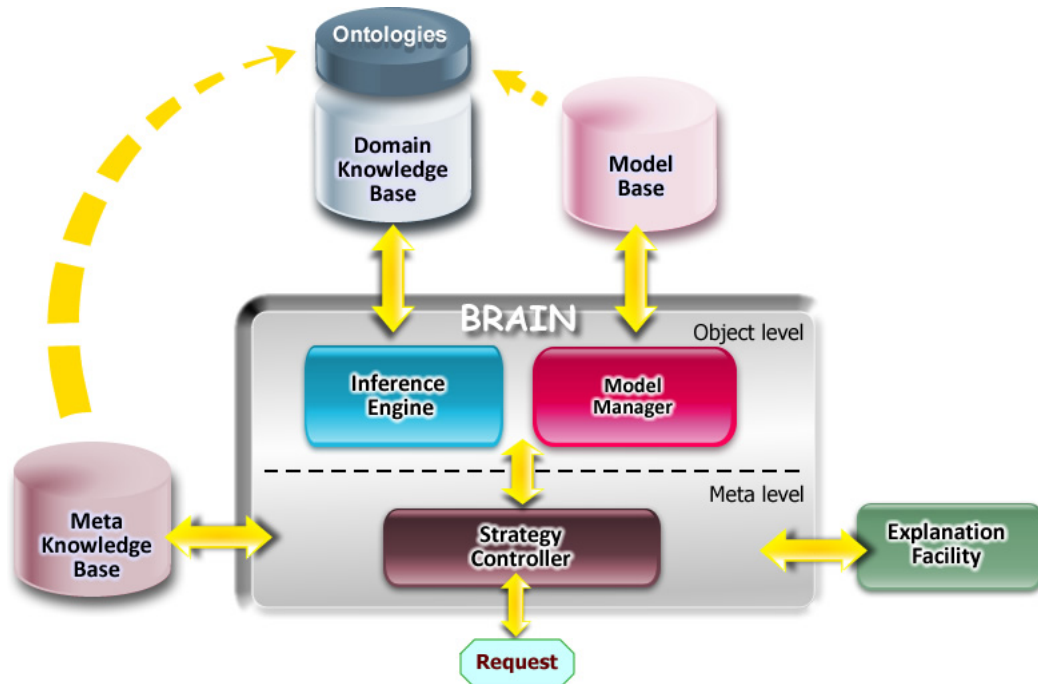 Ontologies
Domain
Knowledge
Base
Model
Base
BRAIN
Object level
Inference
Engine
Model
Manager
Meta level
Meta
Knowledge
Base
Strategy
Controller
Explanation
Facility
Request